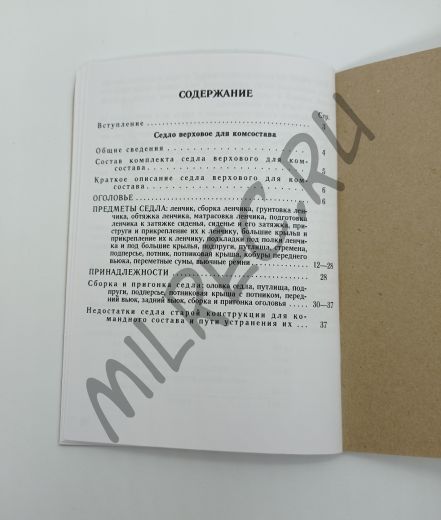 СОДЕРЖАНИЕ
Стр.
Вступление 3
Седло верховое для комсостава
Общие сведения 4
Состав комплекта седла верхового для ком-
состава 5
Краткое описание седла верхового для ком-
состава 6
ОГОЛОВЬЕ 6
ПРЕДМЕТЫ СЕДЛА: ленчик, сборка ленчика, грунтовка лен-
чика, обтяжка ленчика, матрасовка ленчика, подготовка
ленчика к затяжке сиденья, сиденье и его затяжка, при-
струги и прикрепление их к ленчику, большие крылья и
прикрепление их к ленчику, укладки под полки ленчи-
ка и под большие крылья, подпруги, путлища, стремена,
подперсье, потник, потниковая крыша, кобуры переднего
вьюка, переметные сумы, вьючные ремни 12—28
ПРИНАДЛЕЖНОСТИ 28
Сборка и пригонка седла: оловка седла, путлища, под-
пруги, подперсье, потниковая крыша с потником, перед-
ний вьюк, задний вьюк, сборка и пригонка оголовья 30—37
Недостатки седла старой конструкции для ко-
мандного состава и пути устранения их 37
MILREC.RU